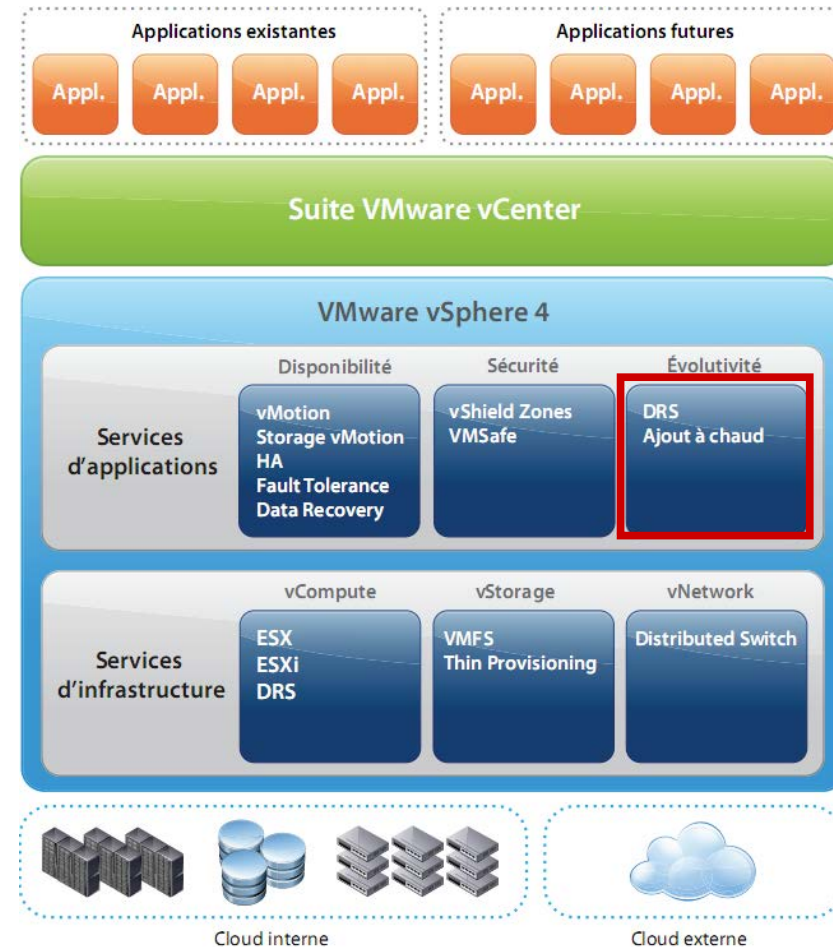 Applications existantes
Applications futures
Appl. Appl. Appl. Appl.
Appl. Appl. Appl. Appl.
Suite VMware vCenter
VMware vSphere 4
Services
d'applications
Disponibilité
vMotion
Storage vMotion
HA
Fault Tolerance
Data Recovery
Sécurité
vShield Zones
VMSafe
Évolutivité
DRS
Ajout à chaud
Services
d'infrastructure
vCompute
ESX
ESXi
DRS
vStorage
VMFS
Thin Provisioning
vNetwork
Distributed Switch
Cloud interne
Cloud externe